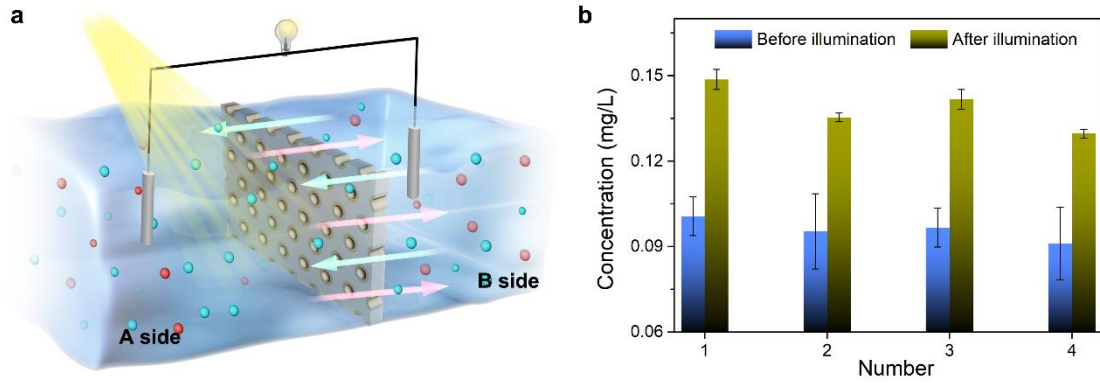 a
A side
B side
b
Before illumination After illumination
Concentration (mg/L)
0.15
0.12
0.09
0.06
1 2 3 4
Number